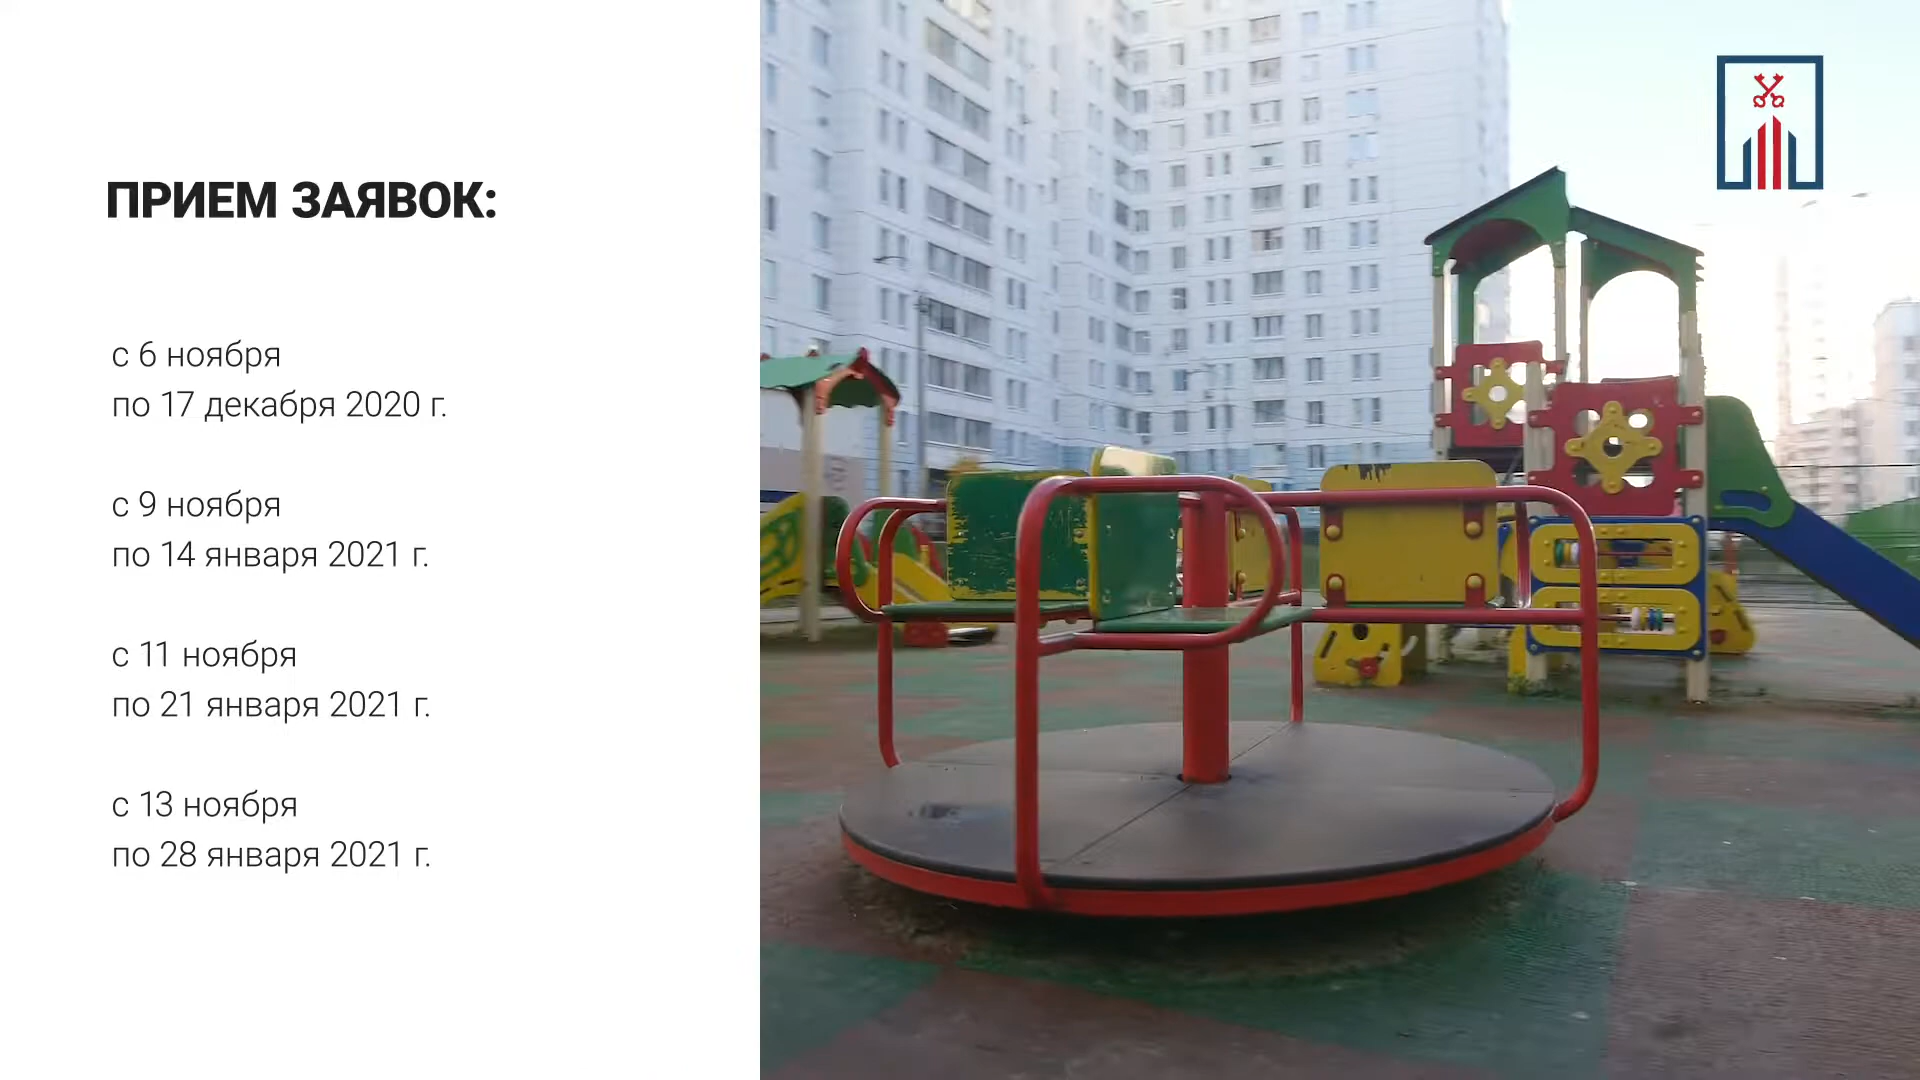 ПРИЕМ ЗАЯВОК:
с 6 ноября
по 17 декабря 2020 г.
с 9 ноября
по 14 января 2021 г.
с 11 ноября
по 21 января 2021 г.
с 13 ноября
по 28 января 2021 г.